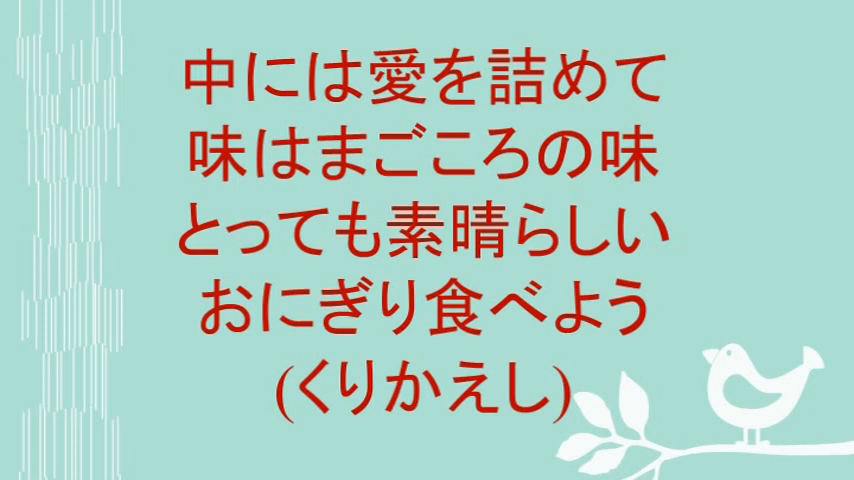 中には愛を詰めて
味はまごころの味
とっても素晴らしい
おにぎり食べよう
(くりかえし)